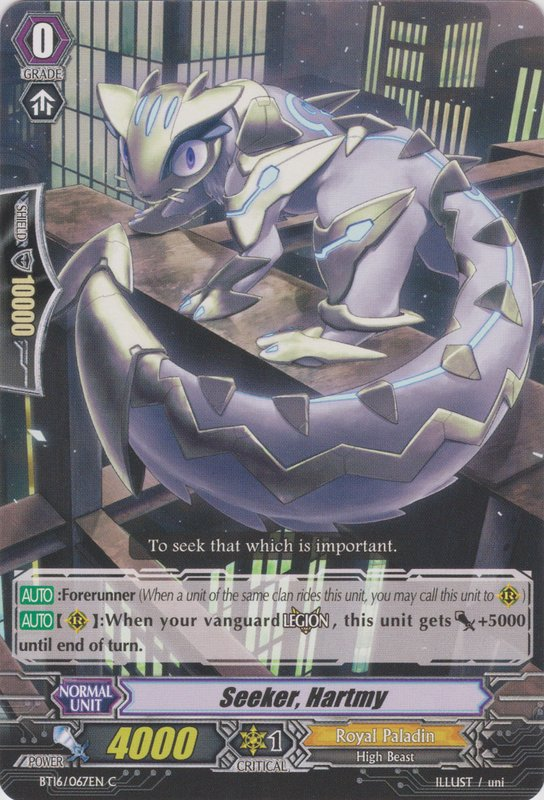 0
GRADE
SHIELD
10000
To seek that which is important.
AUTO:Forerunner (When a unit of the same clan rides this unit, you may call this unit to R)
AUTO【 R 】:When your vanguard LEGION, this unit gets +5000
until end of turn.
NORMAL
UNIT
Seeker, Hartmy
POWER
4000
1
CRITICAL
Royal Paladin
High Beast
BT16/067EN C
ILLUST / uni